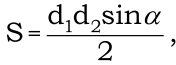 S = d₁d₂sinα / 2 ,